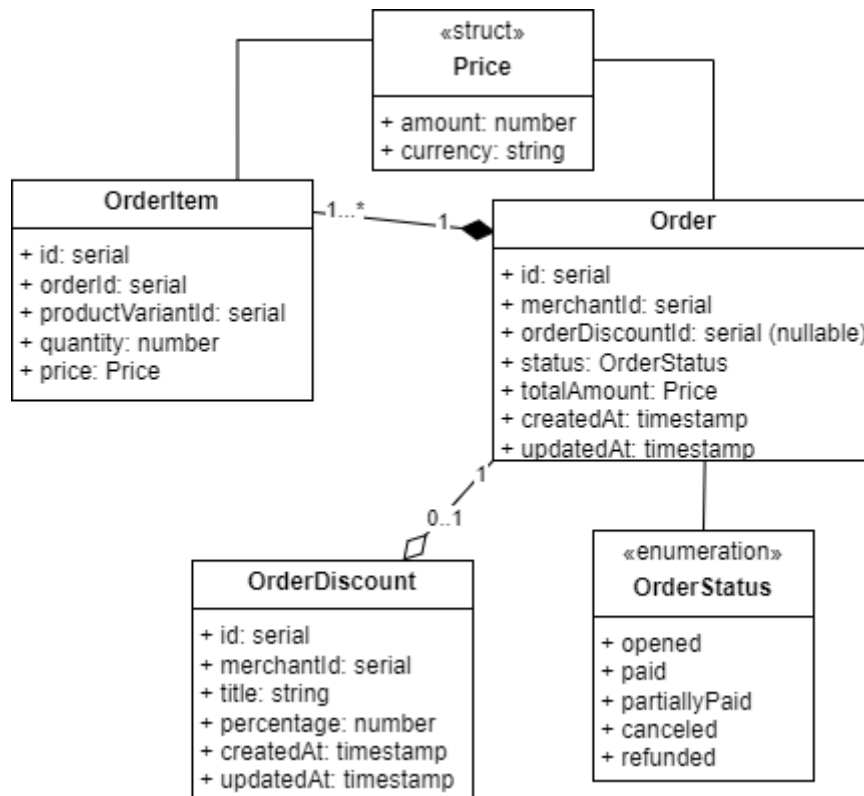 «struct»
Price
+ amount: number
+ currency: string
OrderItem
+ id: serial
+ orderId: serial
+ productVariantId: serial
+ quantity: number
+ price: Price
1...*
1
Order
+ id: serial
+ merchantId: serial
+ orderDiscountId: serial (nullable)
+ status: OrderStatus
+ totalAmount: Price
+ createdAt: timestamp
+ updatedAt: timestamp
1
0..1
OrderDiscount
+ id: serial
+ merchantId: serial
+ title: string
+ percentage: number
+ createdAt: timestamp
+ updatedAt: timestamp
«enumeration»
OrderStatus
+ opened
+ paid
+ partiallyPaid
+ canceled
+ refunded